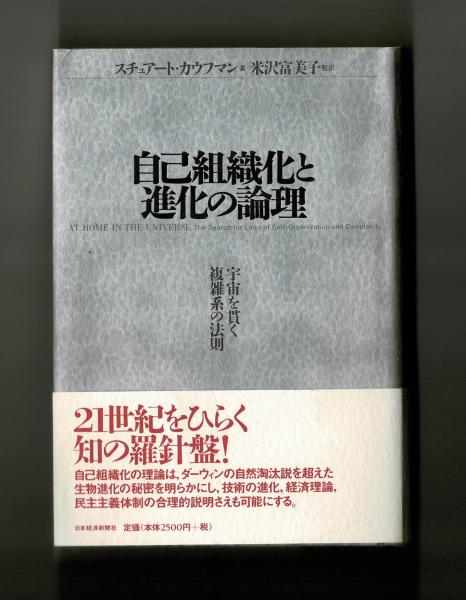 スチュアート・カウフマン著 米沢富美子監訳
自己組織化と
進化の論理
AT HOME IN THE UNIVERSE The Search for Laws of Self-Organization and Complexity
宇宙を貫く
複雑系の法則
21世紀をひらく
知の羅針盤!
自己組織化の理論は,ダーウィンの自然淘汰説を超えた
生物進化の秘密を明らかにし,技術の進化,経済理論,
民主主義体制の合理的説明さえも可能にする。
日本経済新聞社 定価(本体2500円+税)